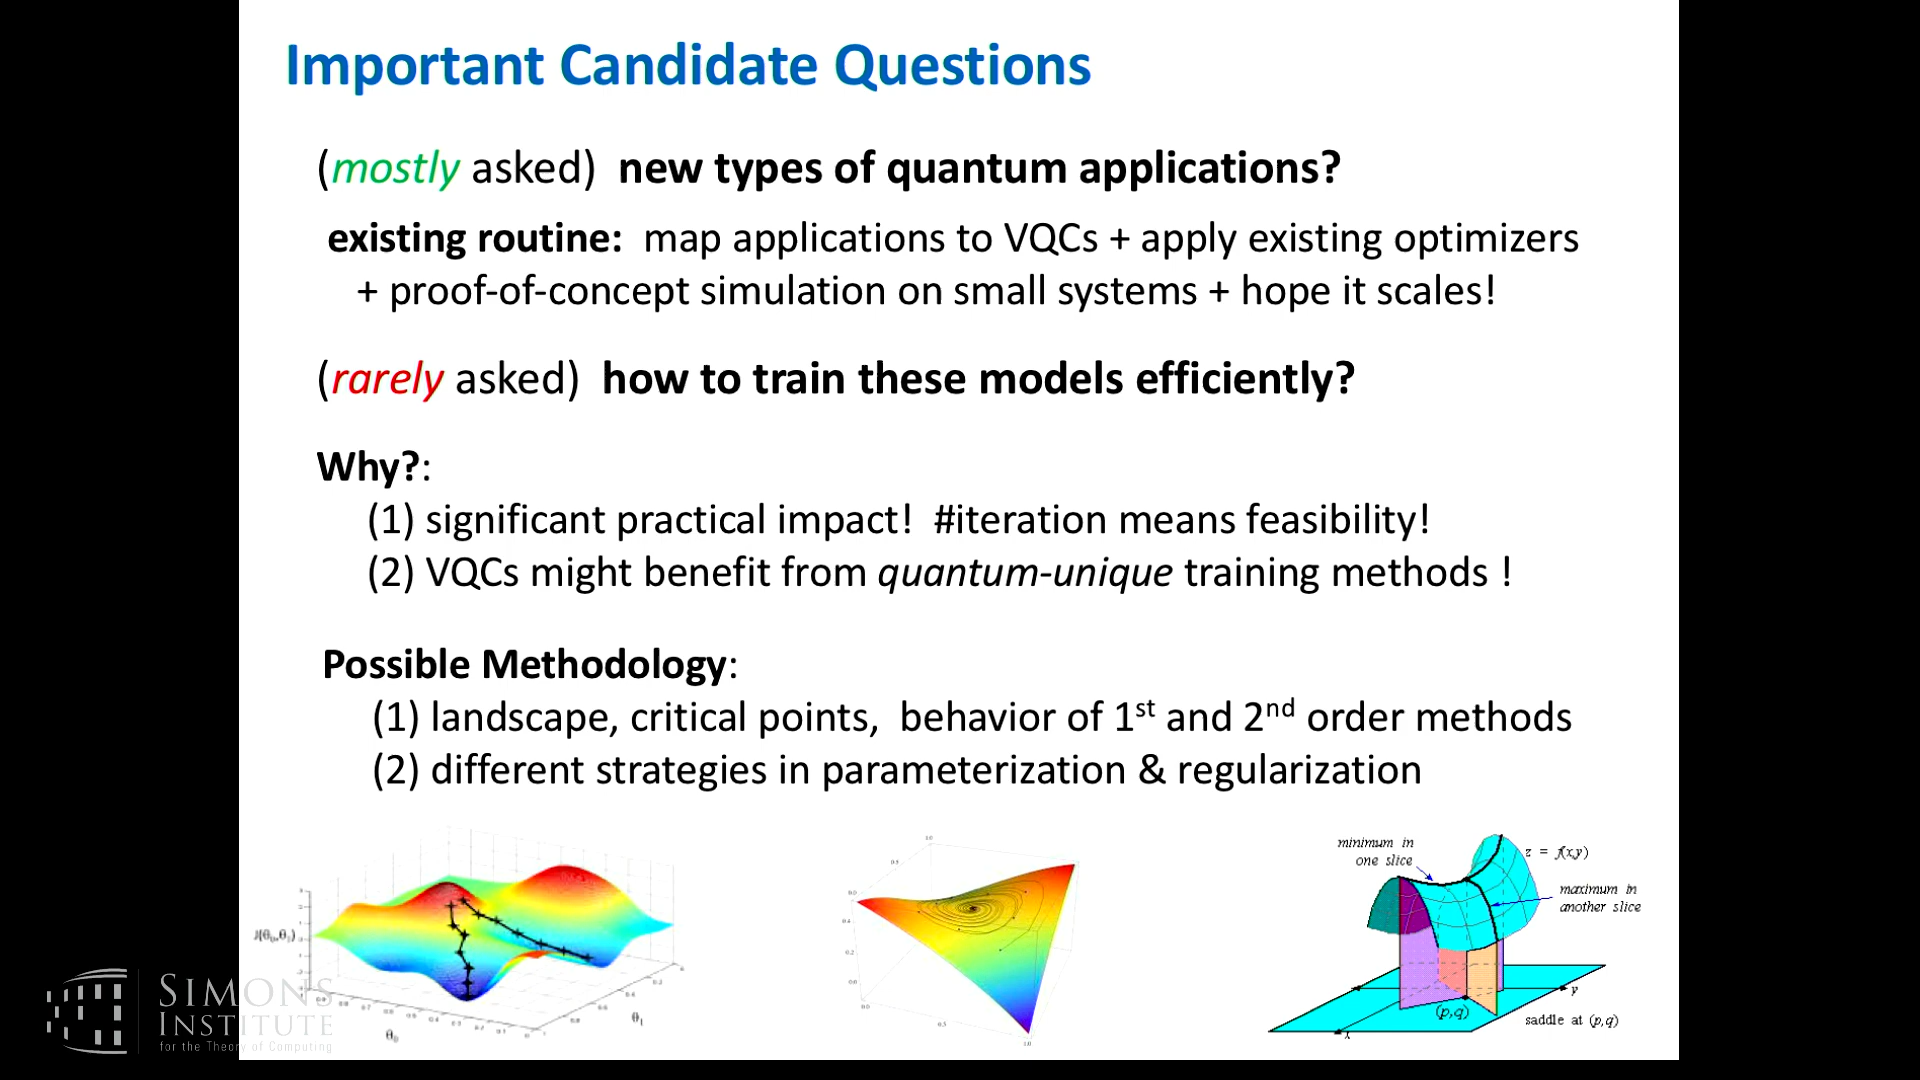 Important Candidate Questions
(mostly asked) new types of quantum applications?
existing routine: map applications to VQCs + apply existing optimizers
+ proof-of-concept simulation on small systems + hope it scales!
(rarely asked) how to train these models efficiently?
Why?:
(1) significant practical impact! #iteration means feasibility!
(2) VQCs might benefit from quantum-unique training methods !
Possible Methodology:
(1) landscape, critical points, behavior of 1st and 2nd order methods
(2) different strategies in parameterization & regularization
minimum in
one slice
z = f(x,y)
maximum in
another slice
J(θ₀,θ₁)
θ₀
θ₁
y
(p,q)
x
saddle at (p,q)
SIMONS
INSTITUTE
for the Theory of Computing